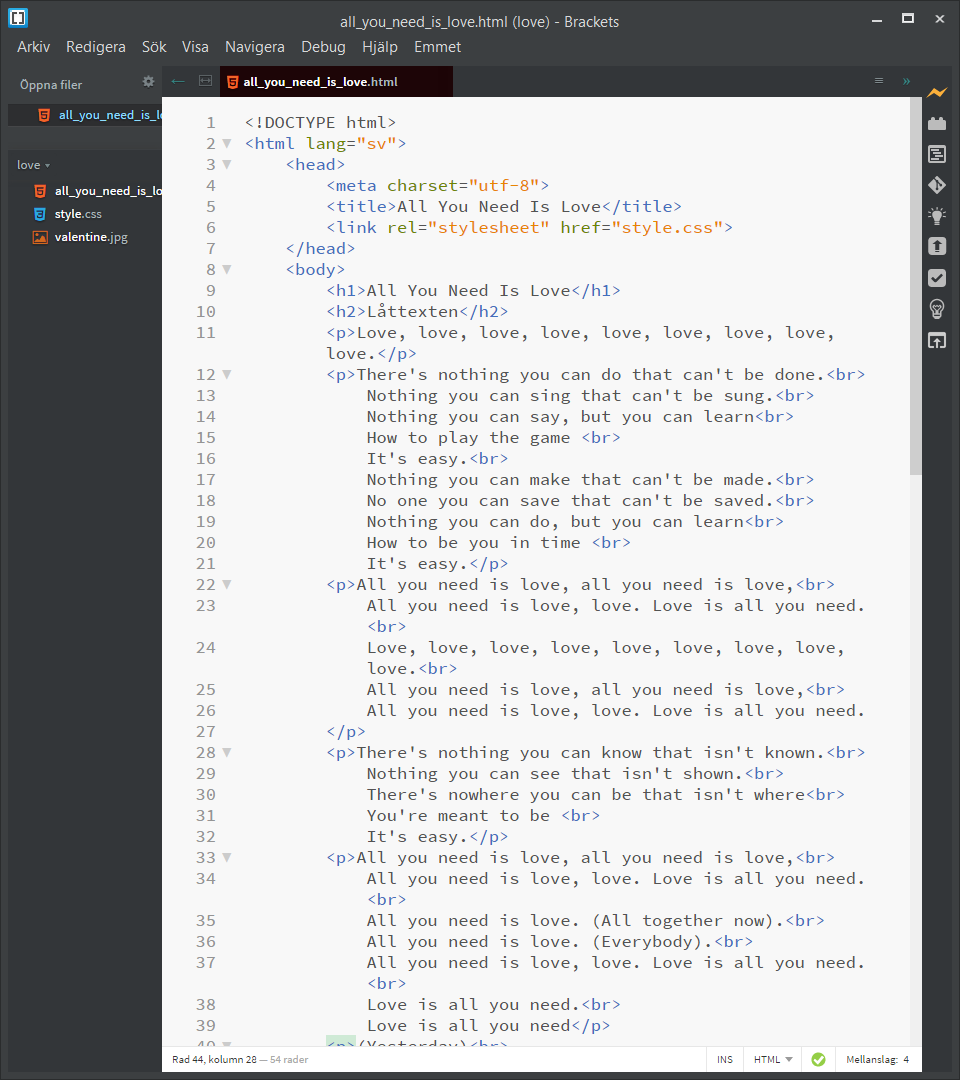 all_you_need_is_love.html (love) - Brackets
Arkiv Redigera Sök Visa Navigera Debug Hjälp Emmet
Öppna filer
all_you_need_is_lo
love
all_you_need_is_lo
style.css
valentine.jpg
all_you_need_is_love.html
1 <!DOCTYPE html>
2 <html lang="sv">
3 <head>
4 <meta charset="utf-8">
5 <title>All You Need Is Love</title>
6 <link rel="stylesheet" href="style.css">
7 </head>
8 <body>
9 <h1>All You Need Is Love</h1>
10 <h2>Låttexten</h2>
11 <p>Love, love, love, love, love, love, love, love,
love.</p>
12 <p>There's nothing you can do that can't be done.<br>
13 Nothing you can sing that can't be sung.<br>
14 Nothing you can say, but you can learn<br>
15 How to play the game <br>
16 It's easy.<br>
17 Nothing you can make that can't be made.<br>
18 No one you can save that can't be saved.<br>
19 Nothing you can do, but you can learn<br>
20 How to be you in time <br>
21 It's easy.</p>
22 <p>All you need is love, all you need is love,<br>
23 All you need is love, love. Love is all you need.
<br>
24 Love, love, love, love, love, love, love, love,
love.<br>
25 All you need is love, all you need is love,<br>
26 All you need is love, love. Love is all you need.
27 </p>
28 <p>There's nothing you can know that isn't known.<br>
29 Nothing you can see that isn't shown.<br>
30 There's nowhere you can be that isn't where<br>
31 You're meant to be <br>
32 It's easy.</p>
33 <p>All you need is love, all you need is love,<br>
34 All you need is love, love. Love is all you need.
<br>
35 All you need is love. (All together now).<br>
36 All you need is love. (Everybody).<br>
37 All you need is love, love. Love is all you need.
<br>
38 Love is all you need.<br>
39 Love is all you need</p>
40 <p>(Yesterday)<br>
Rad 44, kolumn 28 — 54 rader INS HTML Mellanslag: 4